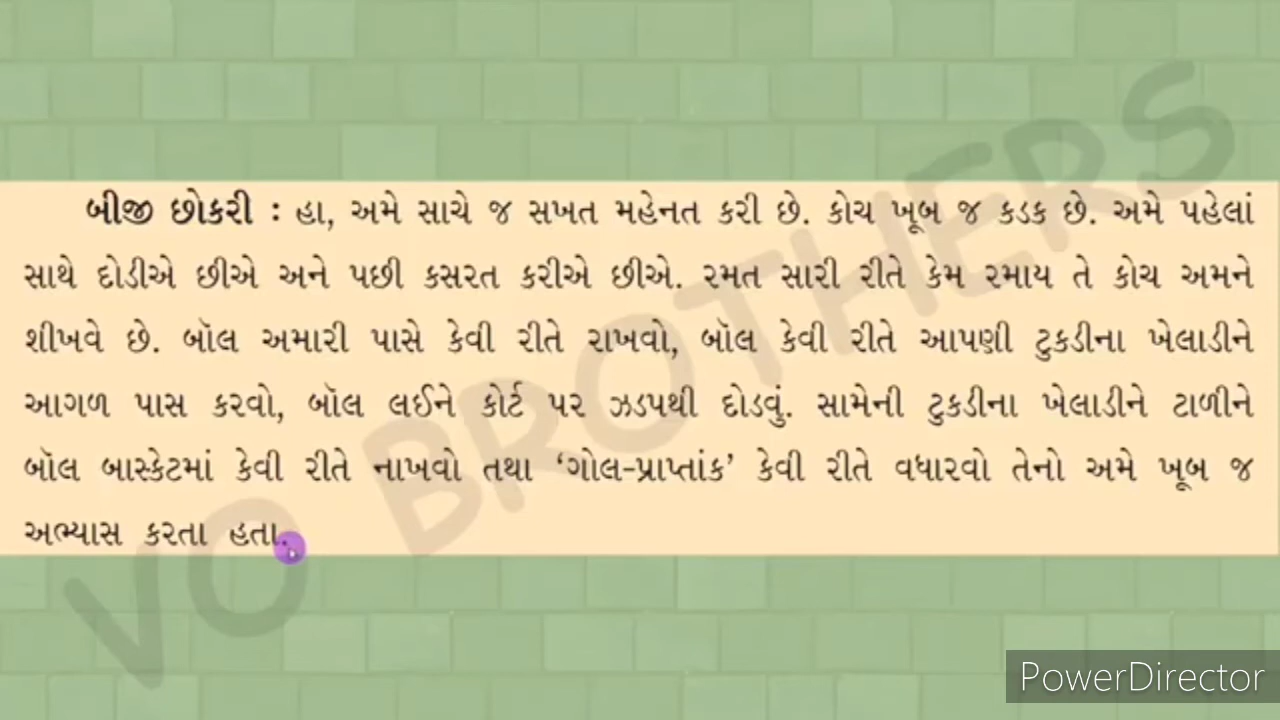 બીજી છોકરી : હા, અમે સાચે જ સખત મહેનત કરી છે. કોચ ખૂબ જ કડક છે. અમે પહેલાં
સાથે દોડીએ છીએ અને પછી કસરત કરીએ છીએ. રમત સારી રીતે કેમ રમાય તે કોચ અમને
શીખવે છે. બૉલ અમારી પાસે કેવી રીતે રાખવો, બૉલ કેવી રીતે આપણી ટુકડીના ખેલાડીને
આગળ પાસ કરવો, બૉલ લઈને કોર્ટ પર ઝડપથી દોડવું. સામેની ટુકડીના ખેલાડીને ટાળીને
બૉલ બાસ્કેટમાં કેવી રીતે નાખવો તથા ‘ગોલ-પ્રાપ્તાંક’ કેવી રીતે વધારવો તેનો અમે ખૂબ જ
અભ્યાસ કરતા હતા.
VO BROTHERS
PowerDirector